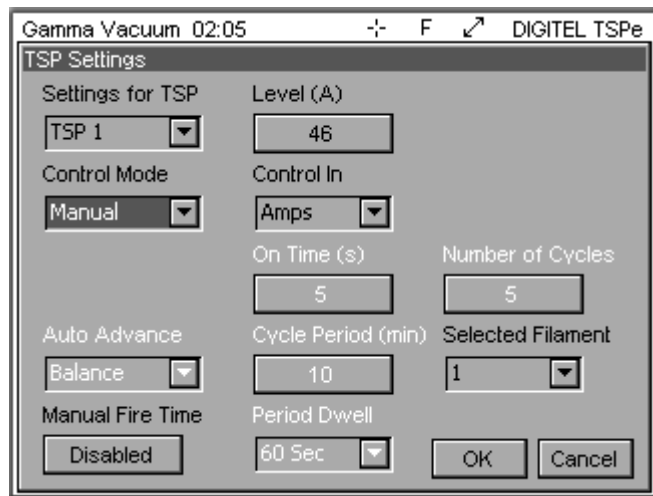 Gamma Vacuum 02:05 F DIGITEL TSPe
TSP Settings
Settings for TSP Level (A)
TSP 1 46
Control Mode Control In
Manual Amps
On Time (s) Number of Cycles
5 5
Auto Advance Cycle Period (min) Selected Filament
Balance 10 1
Manual Fire Time Period Dwell
Disabled 60 Sec OK Cancel